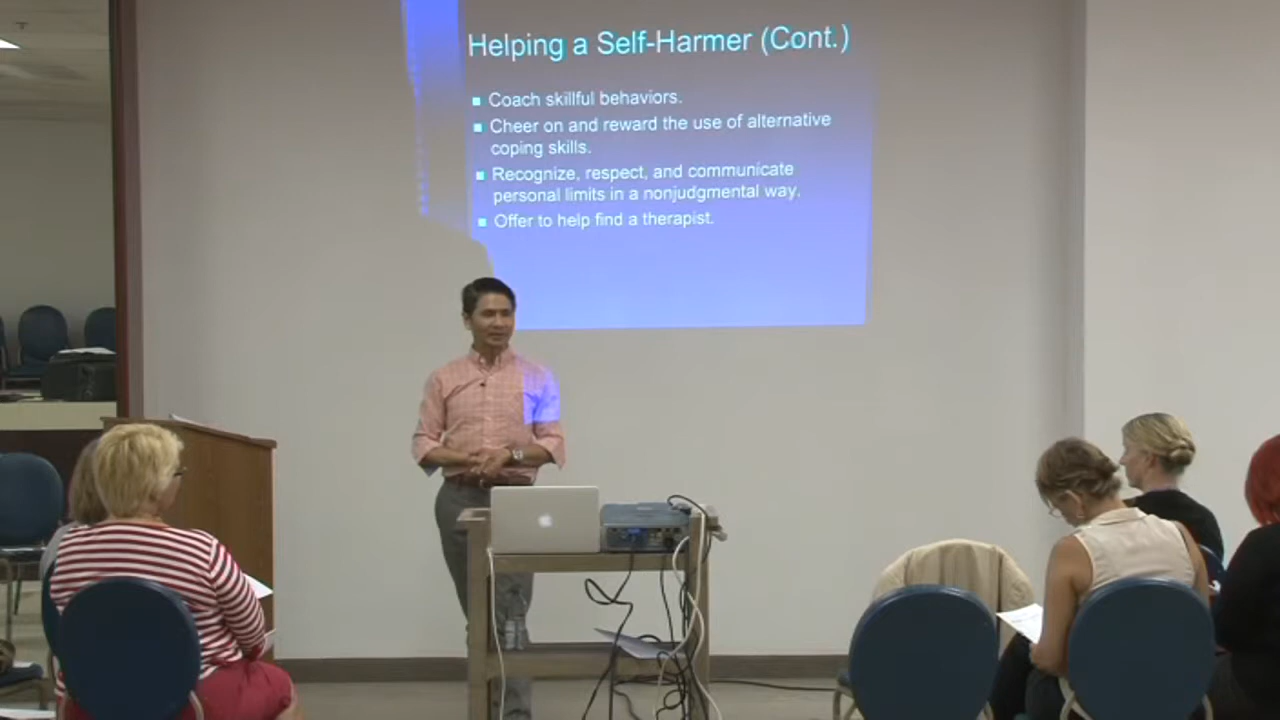 Helping a Self-Harmer (Cont.)
■ Coach skillful behaviors.
■ Cheer on and reward the use of alternative
coping skills.
■ Recognize, respect, and communicate
personal limits in a nonjudgmental way.
■ Offer to help find a therapist.